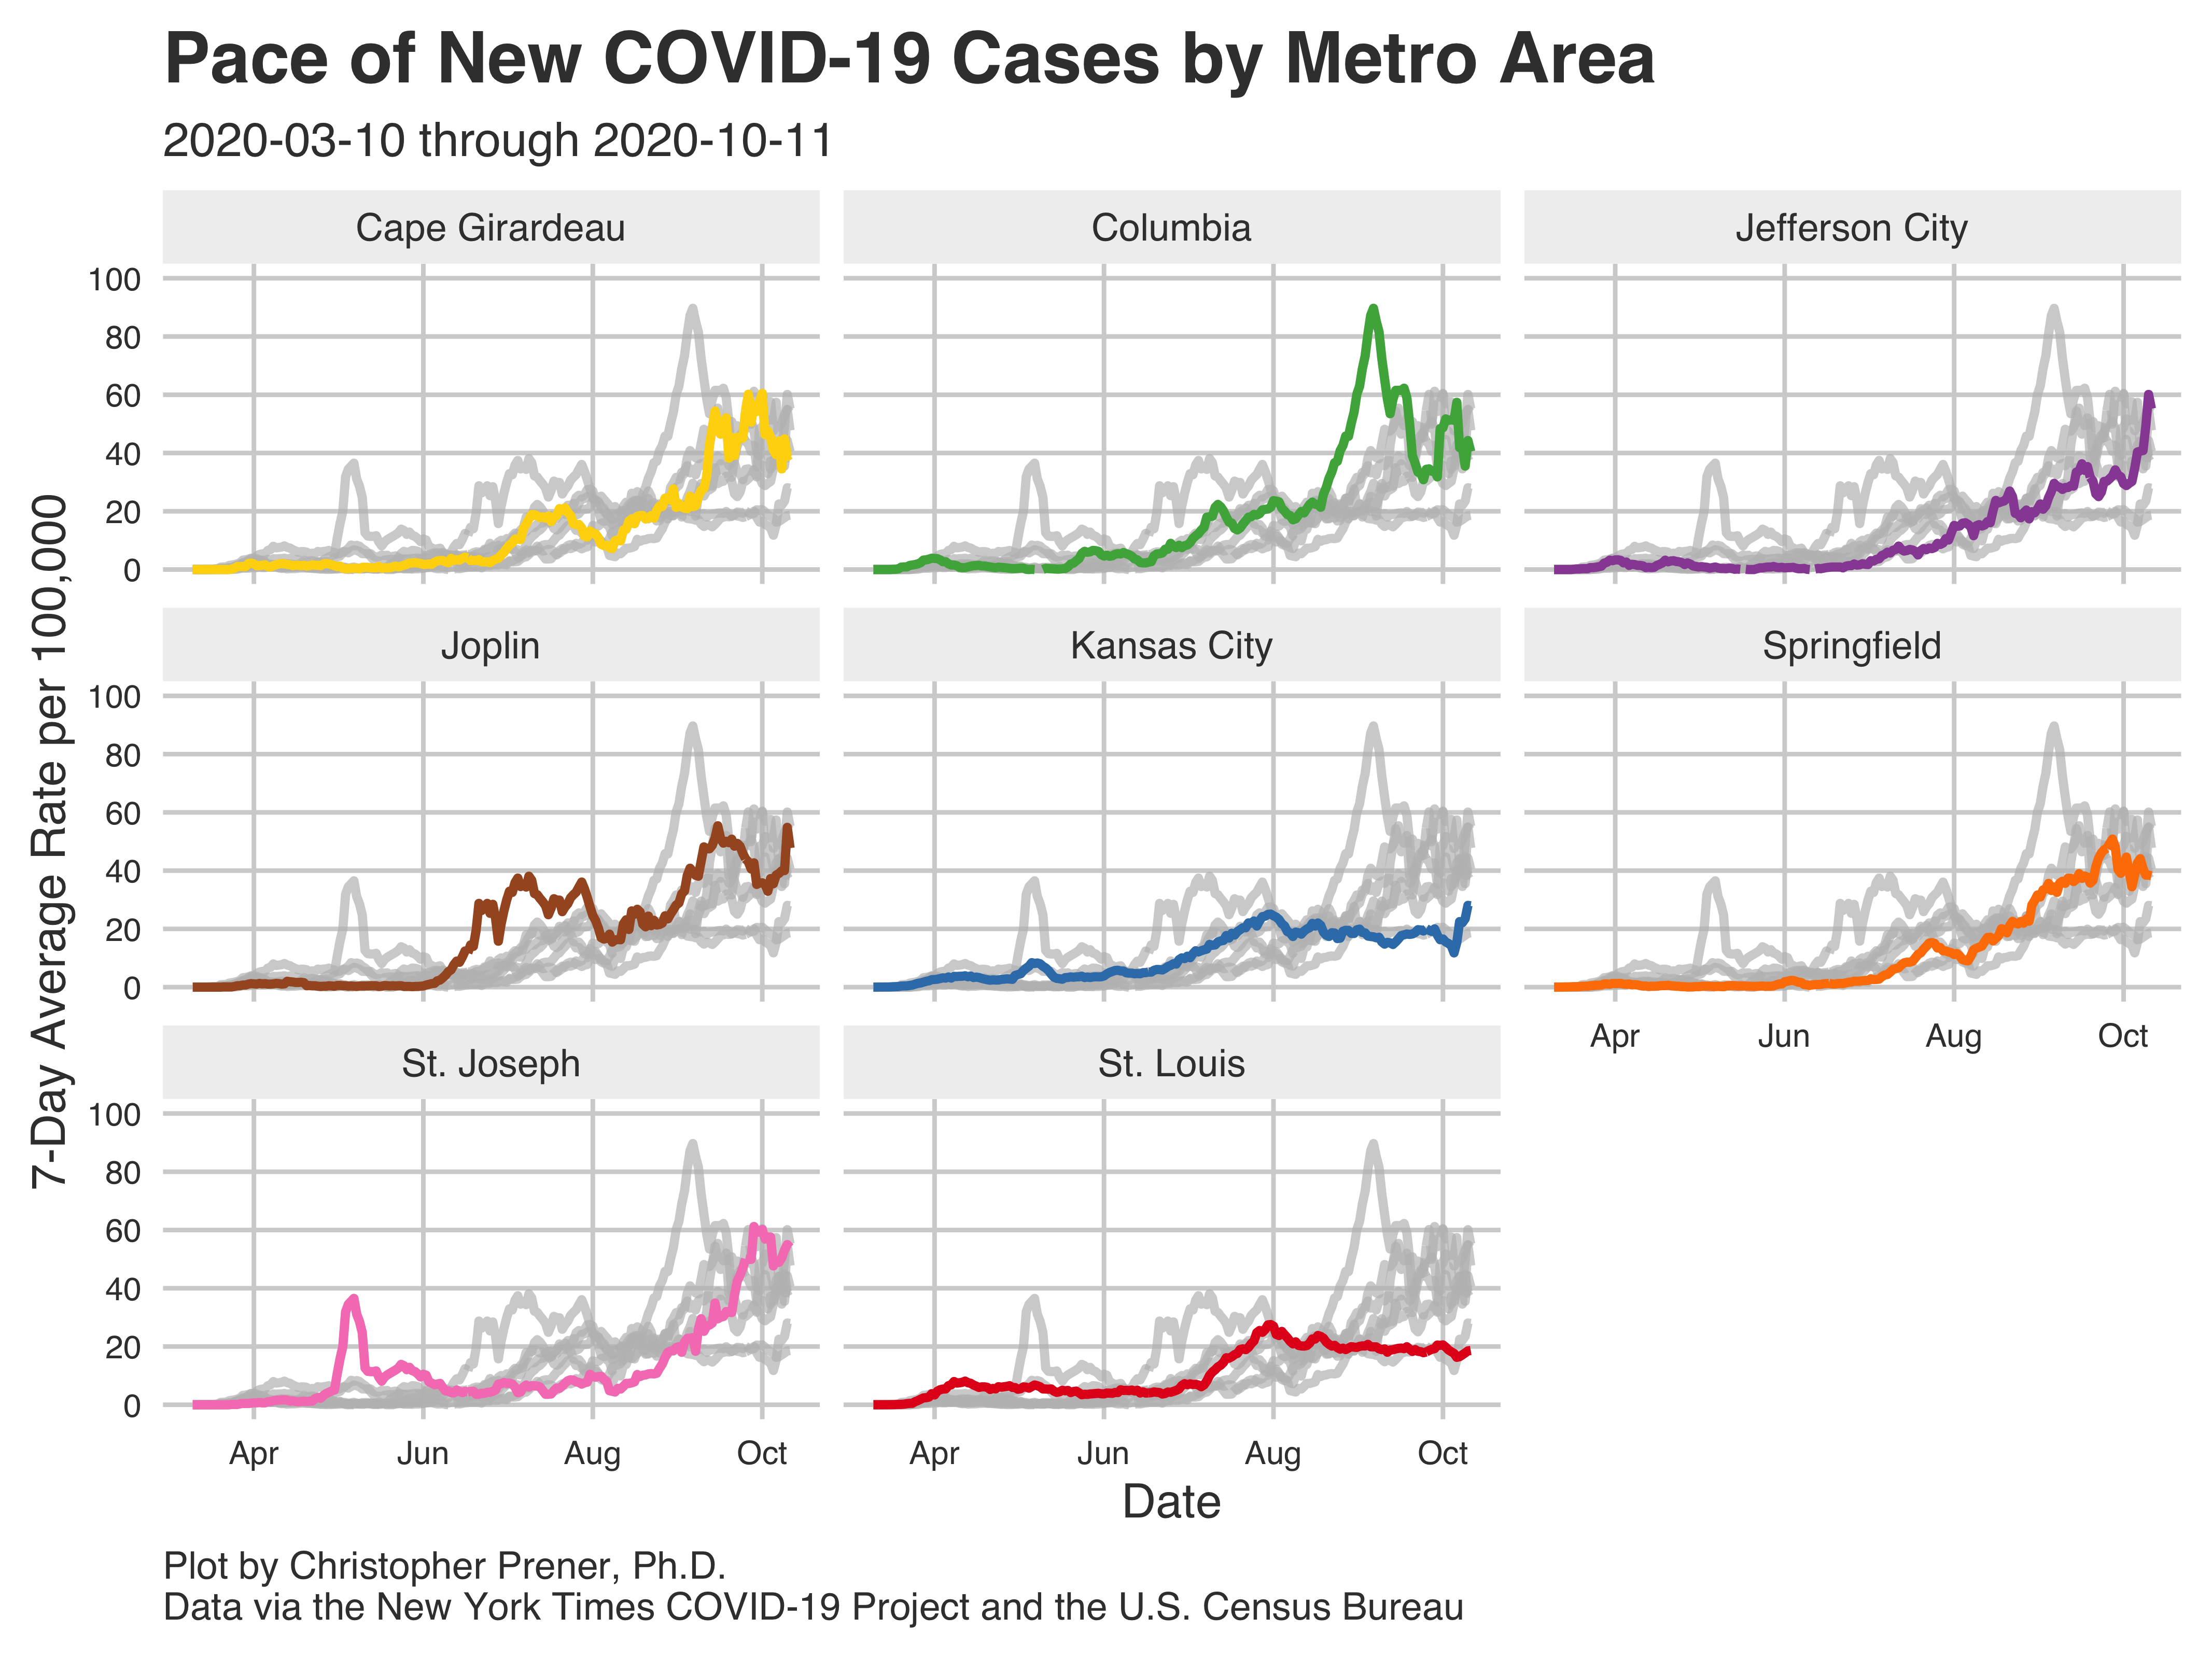 Pace of New COVID-19 Cases by Metro Area
2020-03-10 through 2020-10-11
7-Day Average Rate per 100,000
Cape Girardeau
Columbia
Jefferson City
100
80
60
40
20
0
Joplin
Kansas City
Springfield
100
80
60
40
20
0
Apr Jun Aug Oct
St. Joseph
St. Louis
100
80
60
40
20
0
Apr Jun Aug Oct
Apr Jun Aug Oct
Date
Plot by Christopher Prener, Ph.D.
Data via the New York Times COVID-19 Project and the U.S. Census Bureau